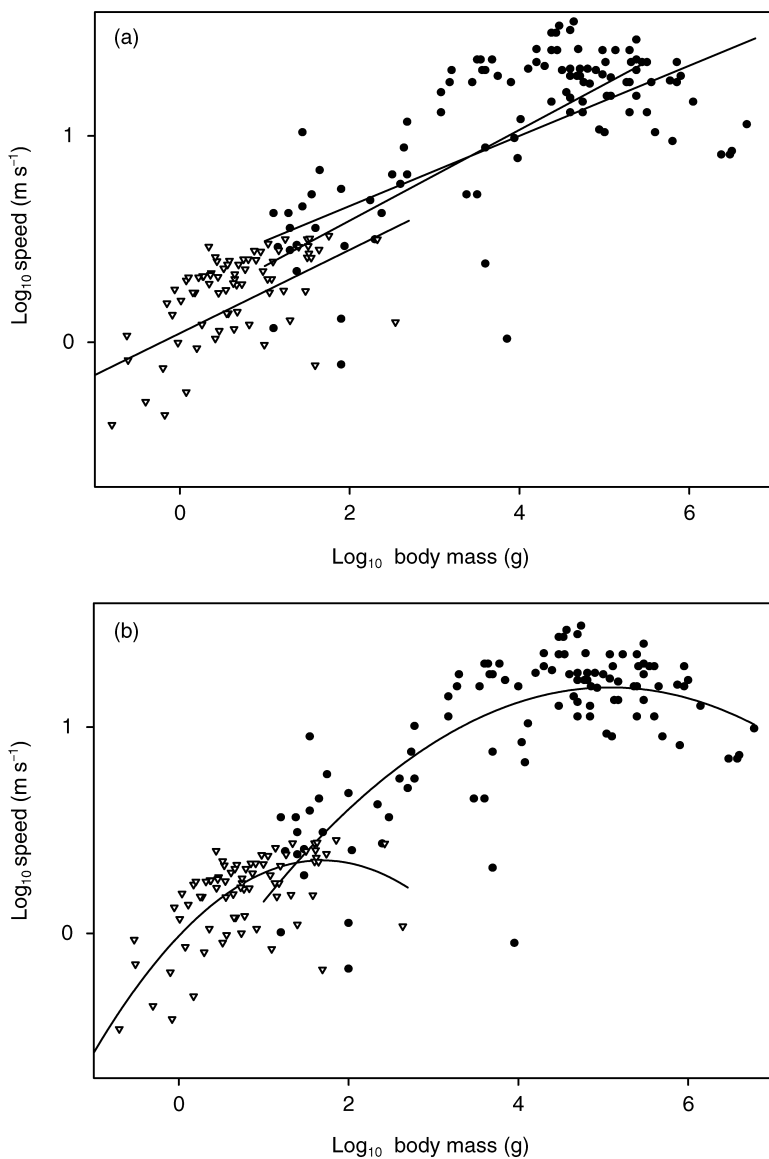 (a)
Log₁₀ speed (m s⁻¹)
1
0
0 2 4 6
Log₁₀ body mass (g)
(b)
Log₁₀ speed (m s⁻¹)
1
0
0 2 4 6
Log₁₀ body mass (g)